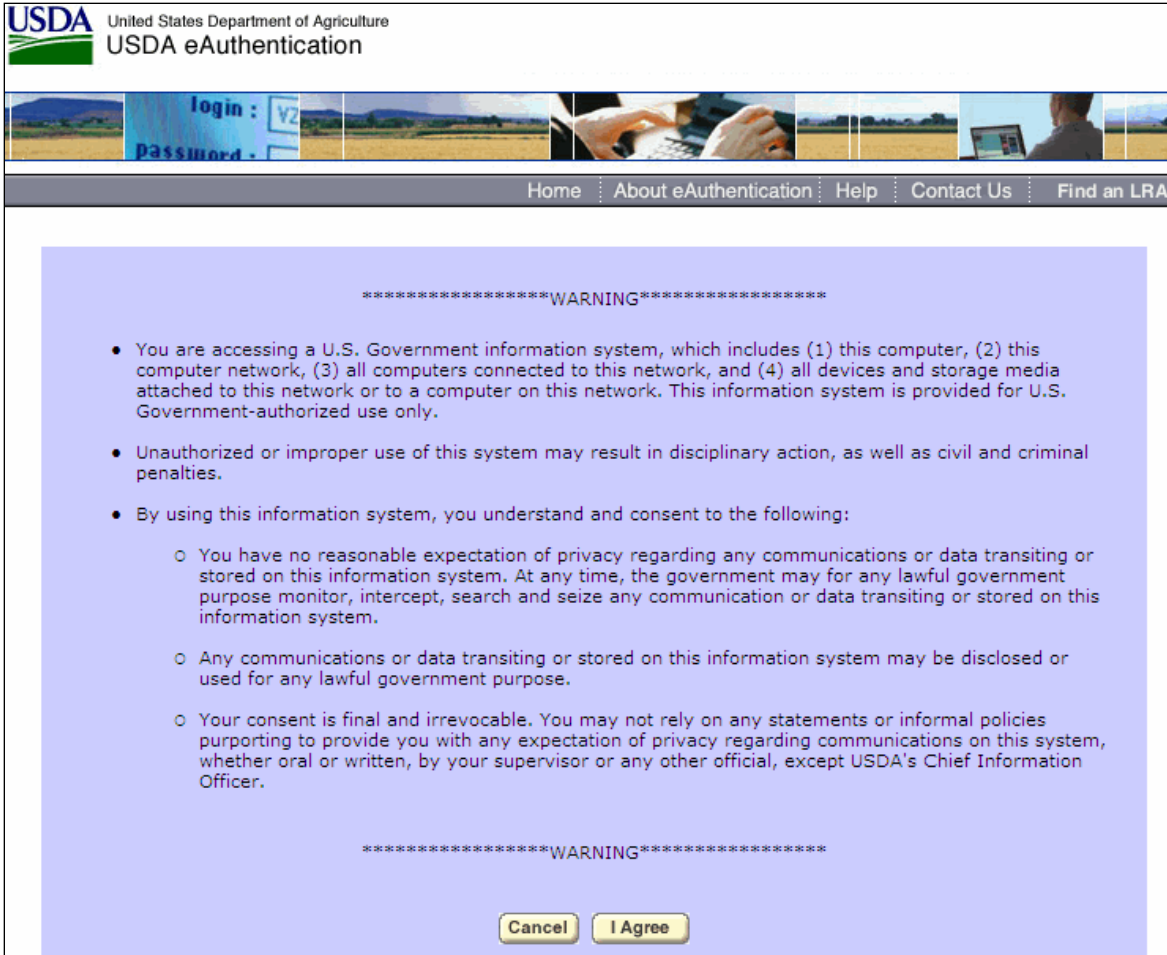 USDA United States Department of Agriculture
USDA eAuthentication
login : VZ
password :
Home About eAuthentication Help Contact Us Find an LRA
*****************WARNING*****************
• You are accessing a U.S. Government information system, which includes (1) this computer, (2) this
computer network, (3) all computers connected to this network, and (4) all devices and storage media
attached to this network or to a computer on this network. This information system is provided for U.S.
Government-authorized use only.
• Unauthorized or improper use of this system may result in disciplinary action, as well as civil and criminal
penalties.
• By using this information system, you understand and consent to the following:
○ You have no reasonable expectation of privacy regarding any communications or data transiting or
stored on this information system. At any time, the government may for any lawful government
purpose monitor, intercept, search and seize any communication or data transiting or stored on this
information system.
○ Any communications or data transiting or stored on this information system may be disclosed or
used for any lawful government purpose.
○ Your consent is final and irrevocable. You may not rely on any statements or informal policies
purporting to provide you with any expectation of privacy regarding communications on this system,
whether oral or written, by your supervisor or any other official, except USDA's Chief Information
Officer.
*****************WARNING*****************
Cancel I Agree